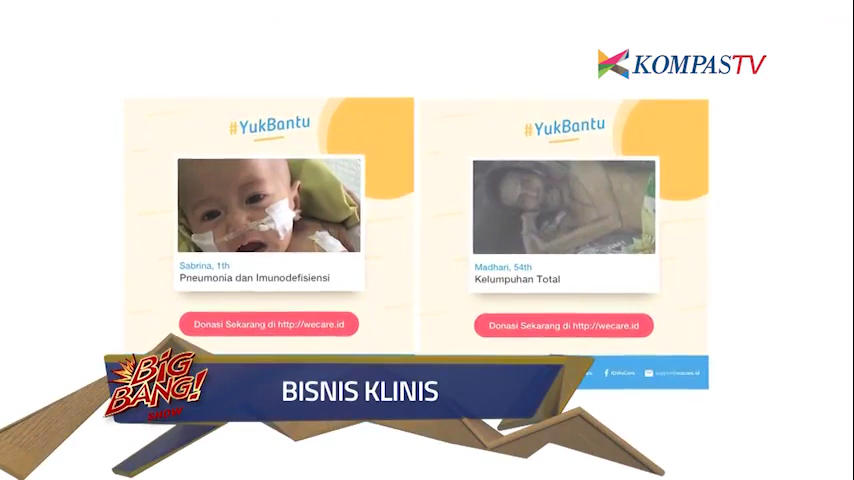 KOMPASTV
#YukBantu
Sabrina, 1th
Pneumonia dan Imunodefisiensi
Donasi Sekarang di http://wecare.id
#YukBantu
Madhari, 54th
Kelumpuhan Total
Donasi Sekarang di http://wecare.id
BIG
BANG!
SHOW
BISNIS KLINIS